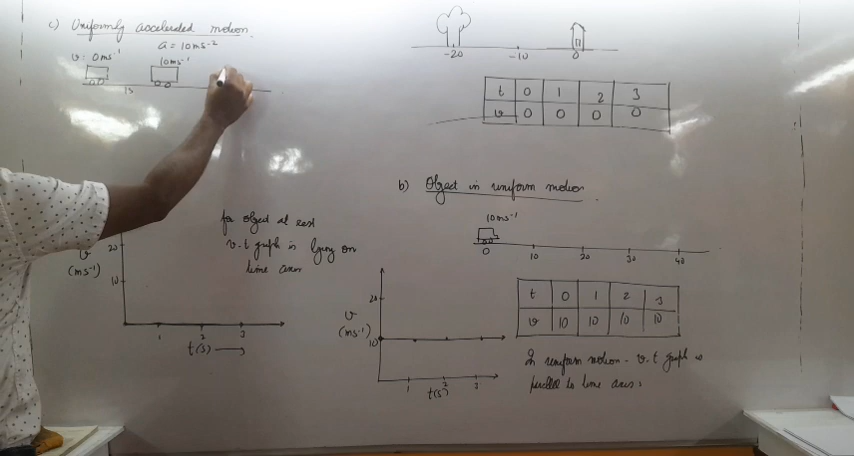 c) Uniformly accelerated motion.
a = 10ms⁻²
v: 0ms⁻¹
10ms⁻¹
1s
-20 -10 0
t 0 1 2 3
v 0 0 0 0
for object at rest
v-t graph is lying on
time axis
v
(ms⁻¹)
20
10
1 2 3
t(s)
b) Object in uniform motion
10ms⁻¹
0 10 20 30 40
t 0 1 2 3
v 10 10 10 10
v
(ms⁻¹)
20
10
1 2 3
t(s)
In uniform motion - v-t graph is
parallel to time axis.